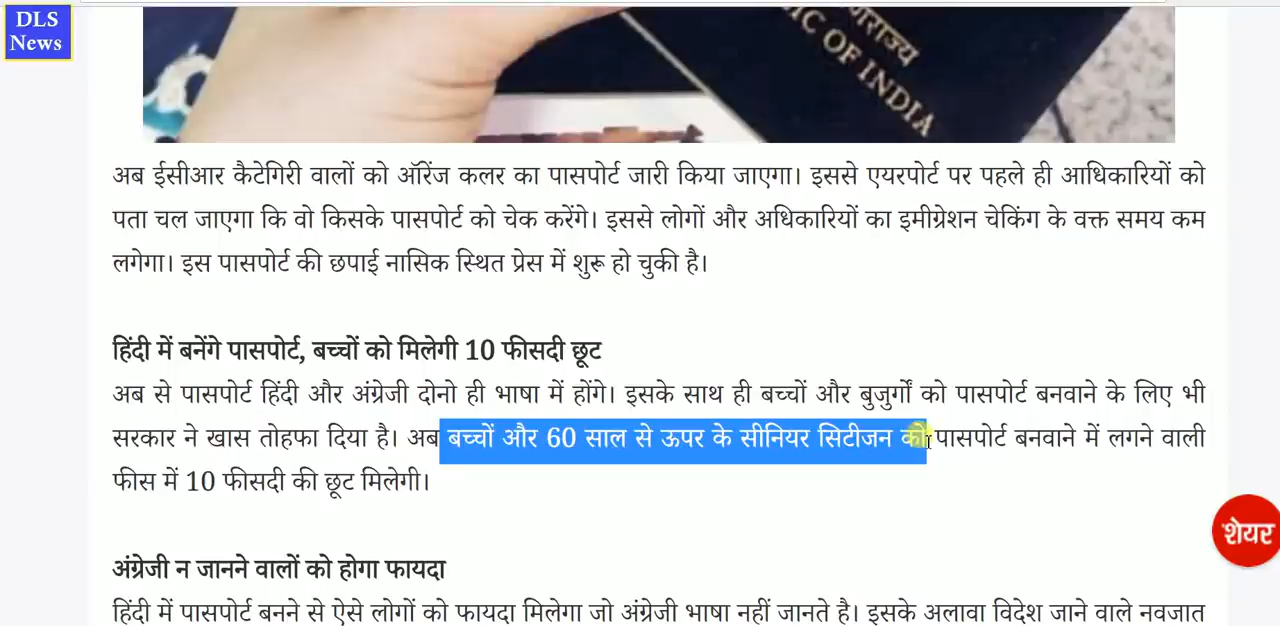 DLS
News
गणराज्य
IC OF INDIA
अब ईसीआर कैटेगिरी वालों को ऑरेंज कलर का पासपोर्ट जारी किया जाएगा। इससे एयरपोर्ट पर पहले ही आधिकारियों को
पता चल जाएगा कि वो किसके पासपोर्ट को चेक करेंगे। इससे लोगों और अधिकारियों का इमीग्रेशन चेकिंग के वक्त समय कम
लगेगा। इस पासपोर्ट की छपाई नासिक स्थित प्रेस में शुरू हो चुकी है।
हिंदी में बनेंगे पासपोर्ट, बच्चों को मिलेगी 10 फीसदी छूट
अब से पासपोर्ट हिंदी और अंग्रेजी दोनो ही भाषा में होंगे। इसके साथ ही बच्चों और बुजुर्गों को पासपोर्ट बनवाने के लिए भी
सरकार ने खास तोहफा दिया है। अब बच्चों और 60 साल से ऊपर के सीनियर सिटीजन को पासपोर्ट बनवाने में लगने वाली
फीस में 10 फीसदी की छूट मिलेगी।
शेयर
अंग्रेजी न जानने वालों को होगा फायदा
हिंदी में पासपोर्ट बनने से ऐसे लोगों को फायदा मिलेगा जो अंग्रेजी भाषा नहीं जानते है। इसके अलावा विदेश जाने वाले नवजात